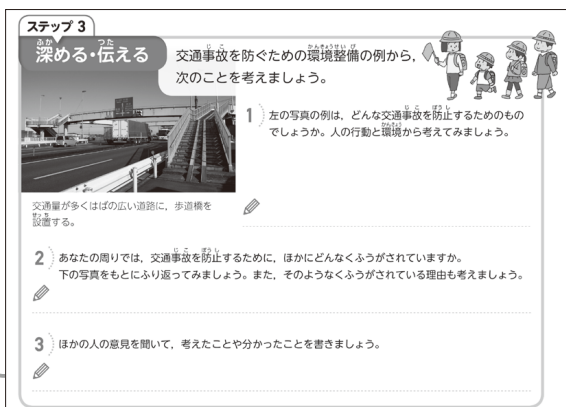 ステップ 3
深める・伝える
交通事故を防ぐための環境整備の例から，
次のことを考えましょう。
1 左の写真の例は，どんな交通事故を防止するためのもの
でしょうか。人の行動と環境から考えてみましょう。
交通量が多くはばの広い道路に，歩道橋を
設置する。
2 あなたの周りでは，交通事故を防止するために，ほかにどんなくふうがされていますか。
下の写真をもとにふり返ってみましょう。また，そのようなくふうがされている理由も考えましょう。
3 ほかの人の意見を聞いて，考えたことや分かったことを書きましょう。